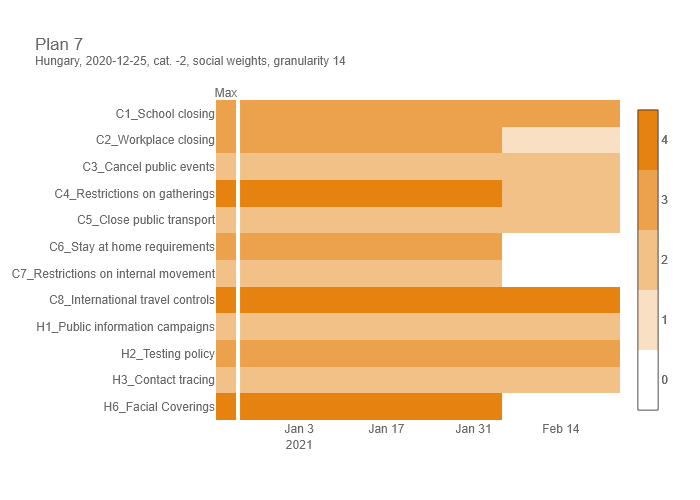 Plan 7
Hungary, 2020-12-25, cat. -2, social weights, granularity 14
Max
C1_School closing
C2_Workplace closing
C3_Cancel public events
C4_Restrictions on gatherings
C5_Close public transport
C6_Stay at home requirements
C7_Restrictions on internal movement
C8_International travel controls
H1_Public information campaigns
H2_Testing policy
H3_Contact tracing
H6_Facial Coverings
Jan 3
2021
Jan 17
Jan 31
Feb 14
4
3
2
1
0